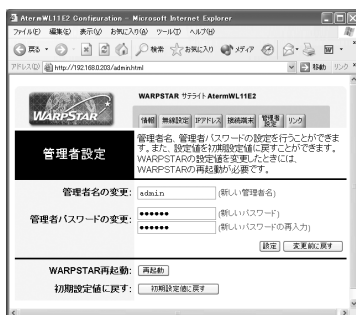 AtermWL11E2 Configuration - Microsoft Internet Explorer
ファイル(F) 編集(E) 表示(V) お気に入り(A) ツール(T) ヘルプ(H)
戻る 検索 お気に入り メディア
アドレス(D) http://192.168.0.203/admin.html 移動 リンク
WARPSTAR サテライト AtermWL11E2
WARPSTAR
情報 無線設定 IPアドレス 接続端末 管理者設定 リンク
管理者設定
管理者名、管理者パスワードの設定を行うことができます。また、設定値を初期設定値に戻すことができます。
WARPSTARの設定値を変更したときには、
WARPSTARの再起動が必要です。
管理者名の変更: admin (新しい管理者名)
管理者パスワードの変更: ●●●●●● (新しいパスワード)
●●●●●● (新しいパスワードの再入力)
設定 変更前に戻す
WARPSTAR再起動: 再起動
初期設定値に戻す: 初期設定値に戻す